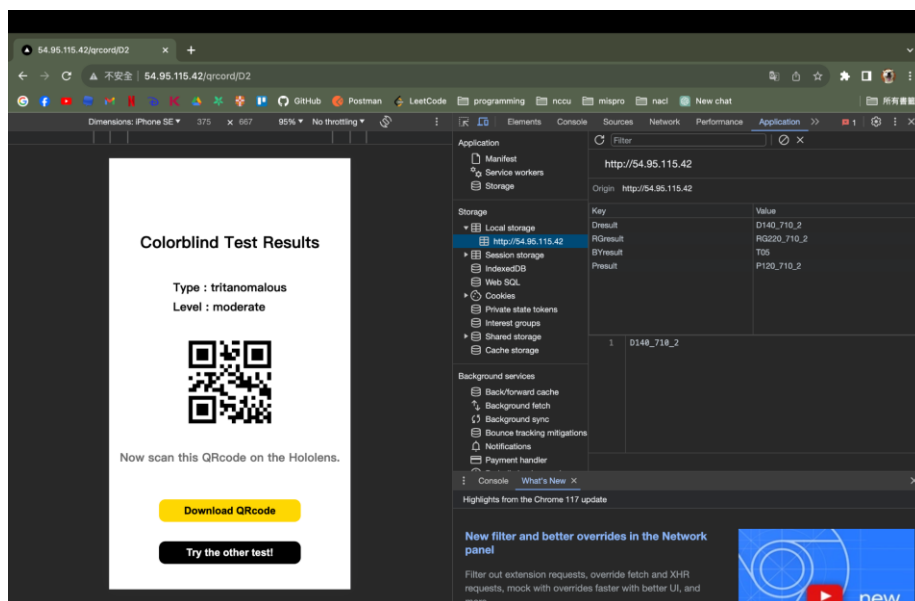 54.95.115.42/qrcord/D2
不安全 | 54.95.115.42/qrcord/D2
GitHub Postman LeetCode programming nccu mispro nacl New chat 所有書籤
Dimensions: iPhone SE 375 x 667 95% No throttling
Elements Console Sources Network Performance Application 1
Colorblind Test Results
Type : tritanomalous
Level : moderate
Now scan this QRcode on the Hololens.
Download QRcode
Try the other test!
Application
Manifest
Service workers
Storage
Storage
Local storage
http://54.95.115.42
Session storage
IndexedDB
Web SQL
Cookies
Private state tokens
Interest groups
Shared storage
Cache storage
Background services
Back/forward cache
Background fetch
Background sync
Bounce tracking mitigations
Notifications
Payment handler
Filter
http://54.95.115.42
Origin http://54.95.115.42
Key Value
Dresult D140_710_2
RGresult RG220_710_2
BYresult T05
Presult P120_710_2
1 D140_710_2
Console What's New
Highlights from the Chrome 117 update
New filter and better overrides in the Network
panel
Filter out extension requests, override fetch and XHR
requests, mock with overrides faster with better UI, and
new